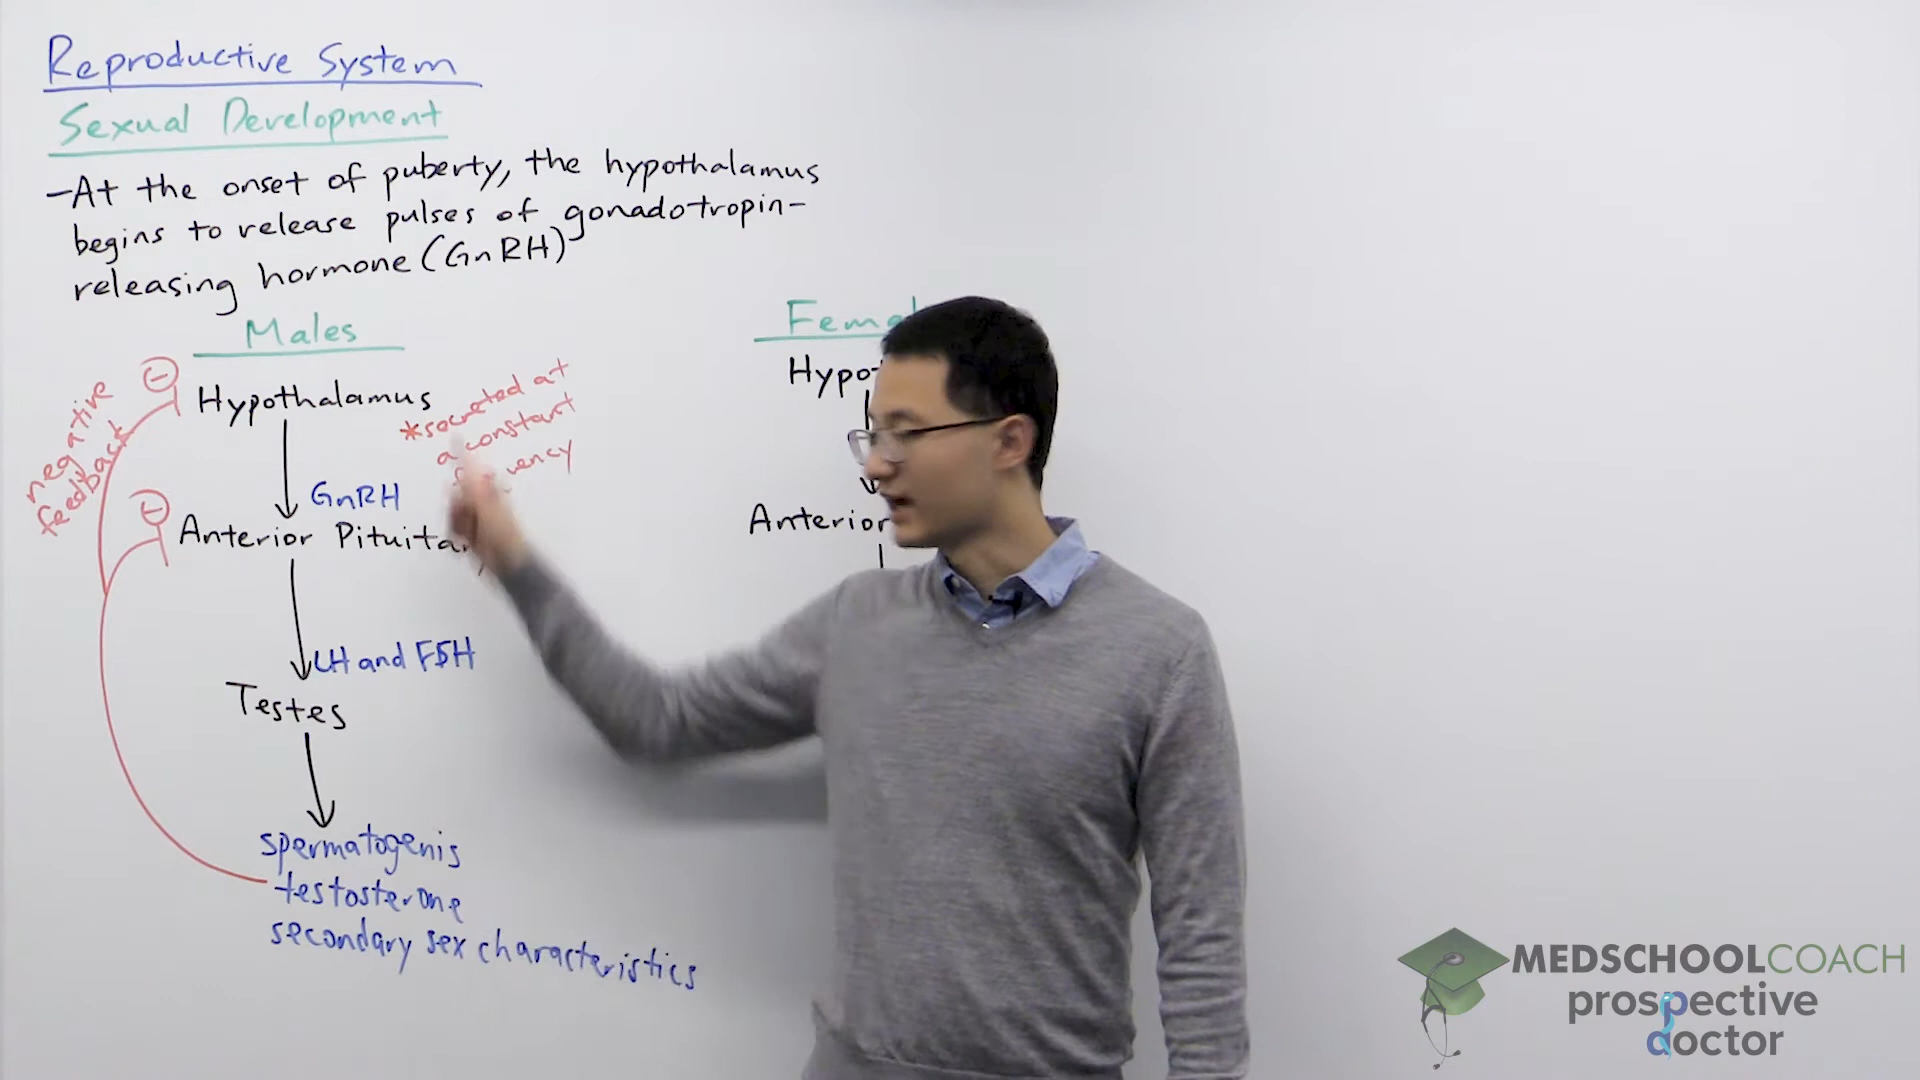 Reproductive System
Sexual Development
-At the onset of puberty, the hypothalamus
begins to release pulses of gonadotropin-
releasing hormone (GnRH)
Males
negative
feedback
Hypothalamus
*secreted at
a constant
GnRH
Anterior
LH and FSH
Testes
spermatogenis
testosterone
secondary sex characteristics
Anterior
MEDSCHOOLCOACH
prospective
doctor